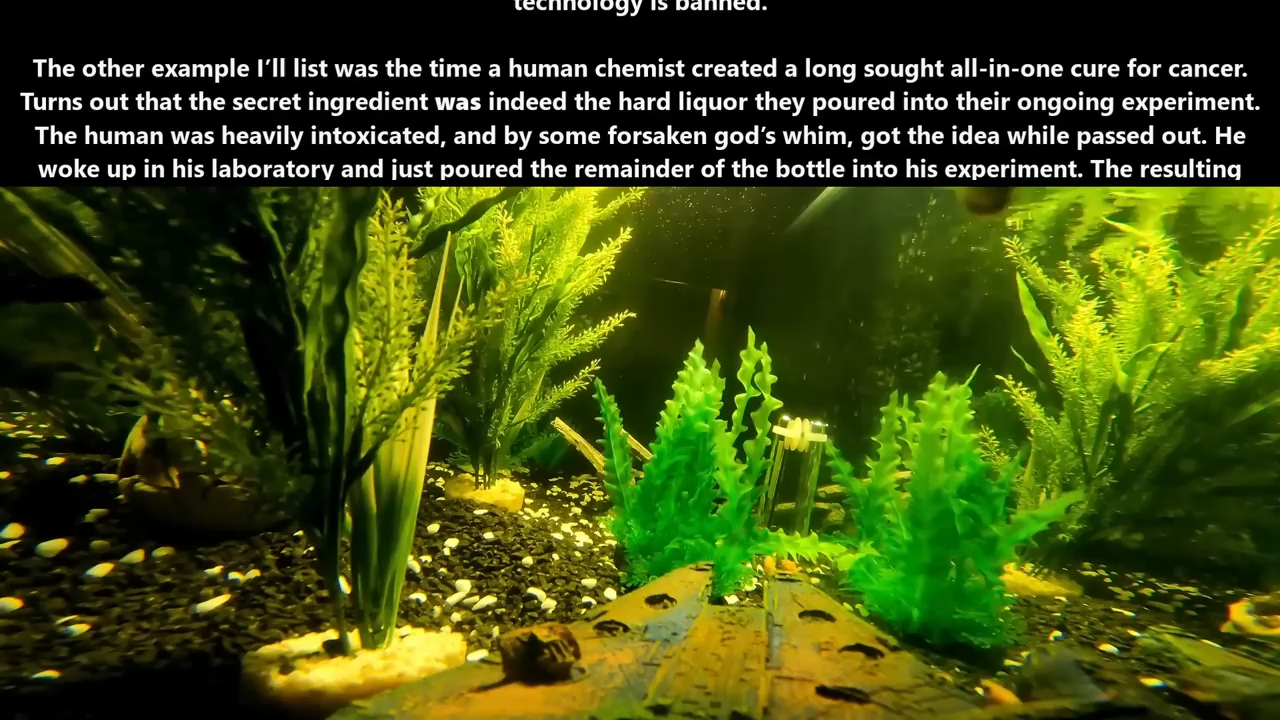 technology is banned.
The other example I’ll list was the time a human chemist created a long sought all-in-one cure for cancer.
Turns out that the secret ingredient was indeed the hard liquor they poured into their ongoing experiment.
The human was heavily intoxicated, and by some forsaken god’s whim, got the idea while passed out. He
woke up in his laboratory and just poured the remainder of the bottle into his experiment. The resulting